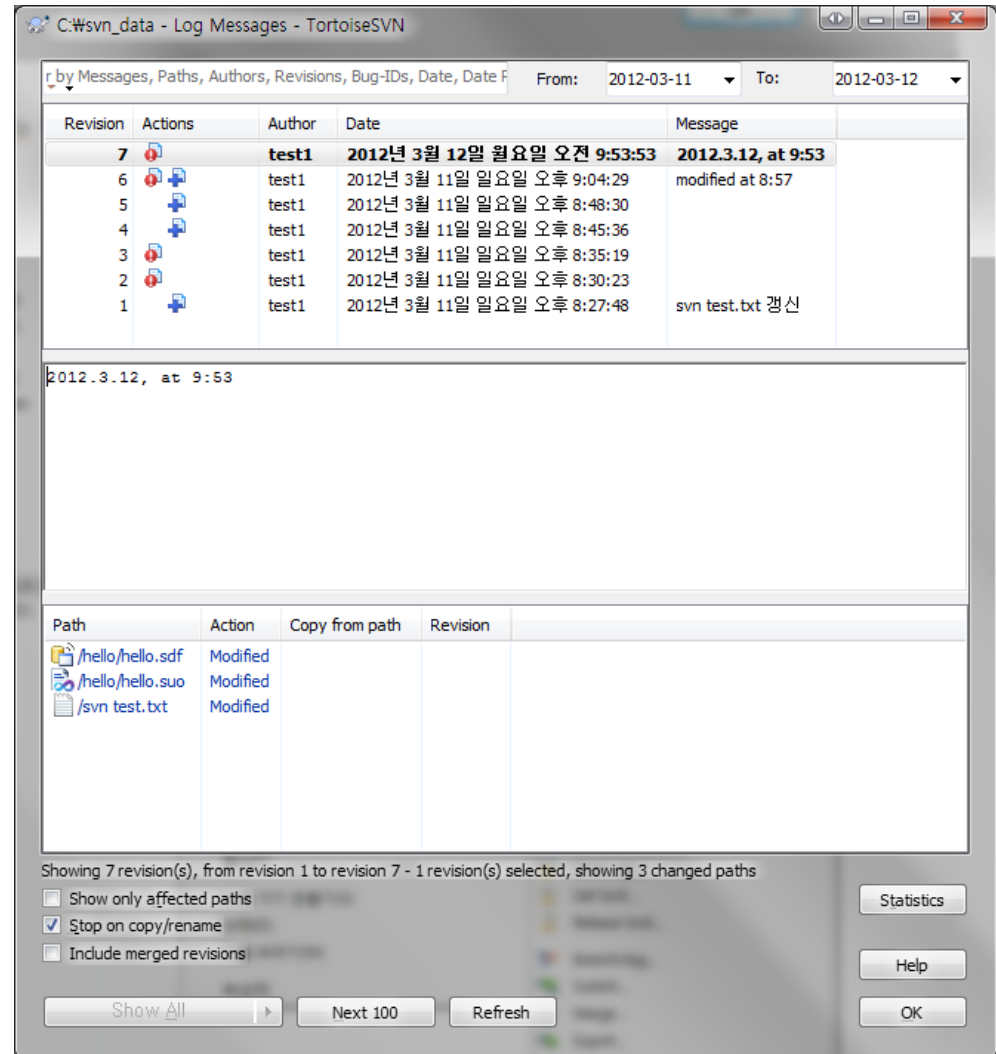 C:\svn_data - Log Messages - TortoiseSVN
r by Messages, Paths, Authors, Revisions, Bug-IDs, Date, Date R From: 2012-03-11 To: 2012-03-12
Revision Actions Author Date Message
7 test1 2012년 3월 12일 월요일 오전 9:53:53 2012.3.12, at 9:53
6 test1 2012년 3월 11일 일요일 오후 9:04:29 modified at 8:57
5 test1 2012년 3월 11일 일요일 오후 8:48:30
4 test1 2012년 3월 11일 일요일 오후 8:45:36
3 test1 2012년 3월 11일 일요일 오후 8:35:19
2 test1 2012년 3월 11일 일요일 오후 8:30:23
1 test1 2012년 3월 11일 일요일 오후 8:27:48 svn test.txt 갱신
2012.3.12, at 9:53
Path Action Copy from path Revision
/hello/hello.sdf Modified
/hello/hello.suo Modified
/svn test.txt Modified
Showing 7 revision(s), from revision 1 to revision 7 - 1 revision(s) selected, showing 3 changed paths
Show only affected paths
Statistics
Stop on copy/rename
Include merged revisions
Help
Show All Next 100 Refresh OK